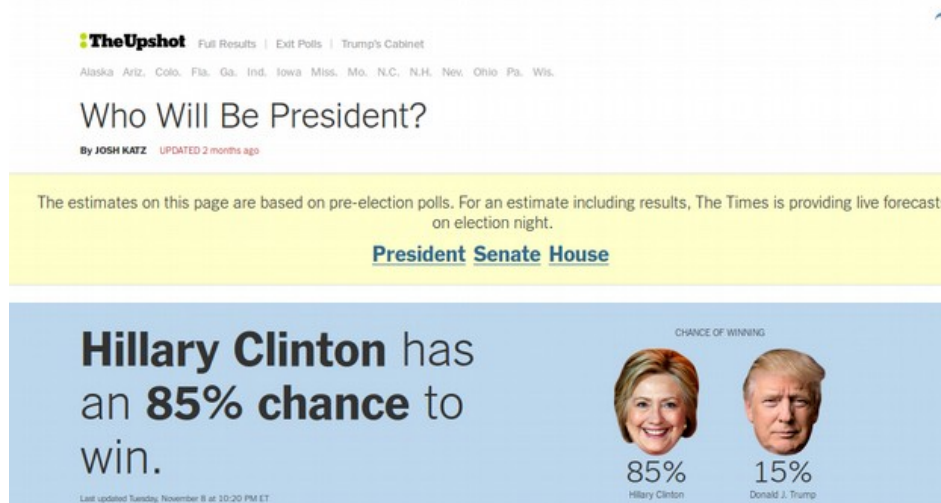 TheUpshot Full Results | Exit Polls | Trump's Cabinet
Alaska Ariz. Colo. Fla. Ga. Ind. Iowa Miss. Mo. N.C. N.H. Nev. Ohio Pa. Wis.
Who Will Be President?
By JOSH KATZ UPDATED 2 months ago
The estimates on this page are based on pre-election polls. For an estimate including results, The Times is providing live forecasts
on election night.
President Senate House
Hillary Clinton has
an 85% chance to
win.
Last updated Tuesday, November 8 at 10:20 PM ET
CHANCE OF WINNING
85% 15%
Hillary Clinton Donald J. Trump